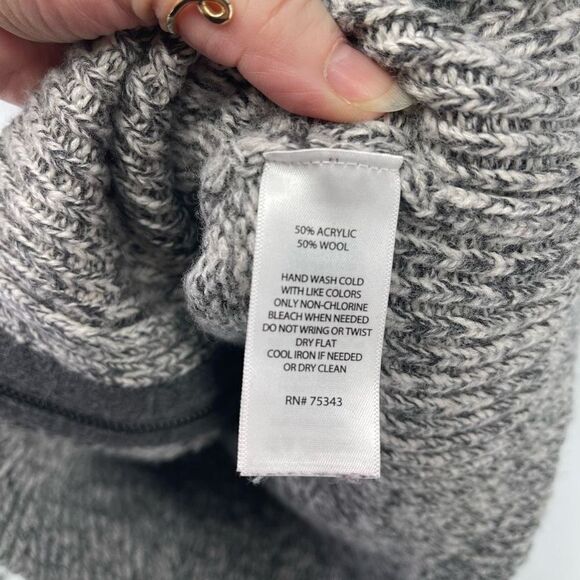 50% ACRYLIC
50% WOOL
HAND WASH COLD
WITH LIKE COLORS
ONLY NON-CHLORINE
BLEACH WHEN NEEDED
DO NOT WRING OR TWIST
DRY FLAT
COOL IRON IF NEEDED
OR DRY CLEAN
RN# 75343